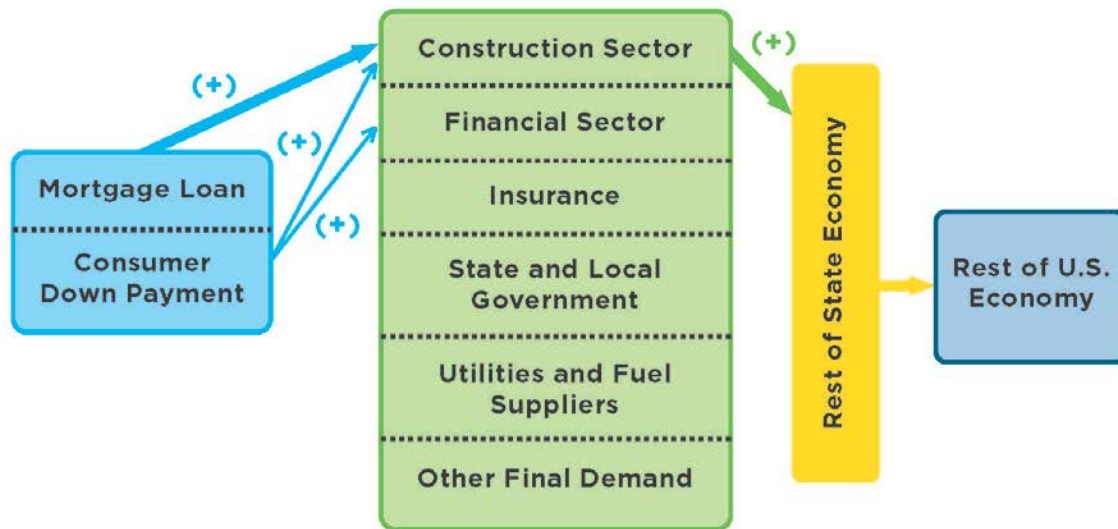 (+)
(+)
(+)
Mortgage Loan
Consumer
Down Payment
Construction Sector
Financial Sector
Insurance
State and Local
Government
Utilities and Fuel
Suppliers
Other Final Demand
(+)
Rest of State Economy
Rest of U.S.
Economy